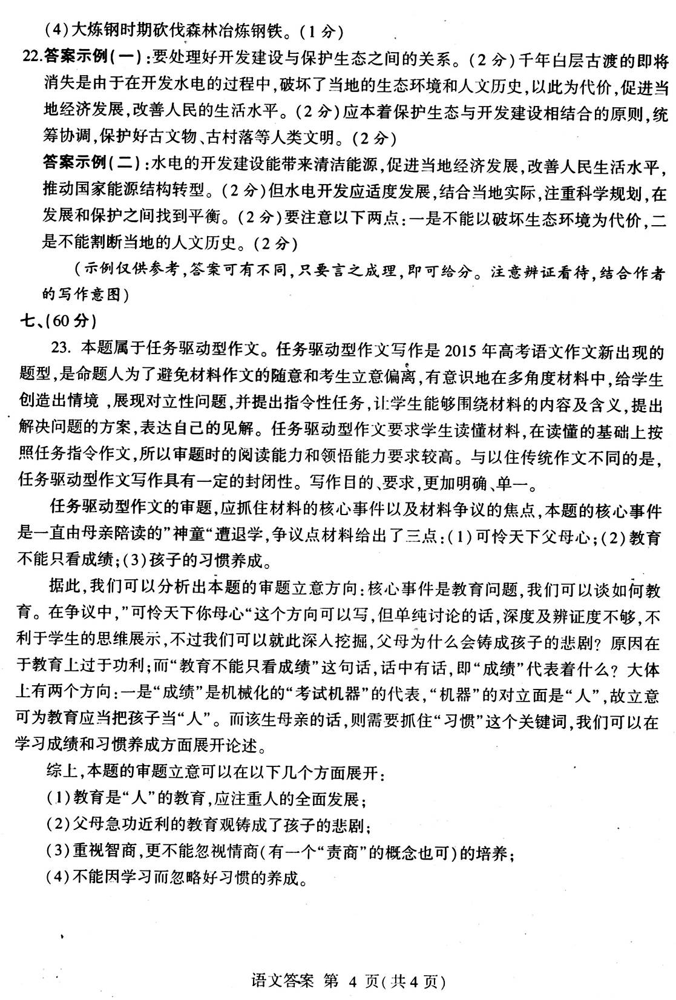 (4)大炼钢时期砍伐森林冶炼钢铁。(1分)
22.答案示例(一):要处理好开发建设与保护生态之间的关系。(2分)千年白层古渡的即将
消失是由于在开发水电的过程中,破坏了当地的生态环境和人文历史,以此为代价,促进当
地经济发展,改善人民的生活水平。(2分)应本着保护生态与开发建设相结合的原则,统
筹协调,保护好古文物、古村落等人类文明。(2分)
答案示例(二):水电的开发建设能带来清洁能源,促进当地经济发展,改善人民生活水平,
推动国家能源结构转型。(2分)但水电开发应适度发展,结合当地实际,注重科学规划,在
发展和保护之间找到平衡。(2分)要注意以下两点:一是不能以破坏生态环境为代价,二
是不能割断当地的人文历史。(2分)
(示例仅供参考,答案可有不同,只要言之成理,即可给分。注意辨证看待,结合作者
的写作意图)
七、(60分)
23. 本题属于任务驱动型作文。任务驱动型作文写作是2015年高考语文作文新出现的
题型,是命题人为了避免材料作文的随意和考生立意偏离,有意识地在多角度材料中,给学生
创造出情境,展现对立性问题,并提出指令性任务,让学生能够围绕材料的内容及含义,提出
解决问题的方案,表达自己的见解。任务驱动型作文要求学生读懂材料,在读懂的基础上按
照任务指令作文,所以审题时的阅读能力和领悟能力要求较高。与以住传统作文不同的是,
任务驱动型作文写作具有一定的封闭性。写作目的、要求,更加明确、单一。
任务驱动型作文的审题,应抓住材料的核心事件以及材料争议的焦点,本题的核心事件
是一直由母亲陪读的”神童“遭退学,争议点材料给出了三点:(1)可怜天下父母心;(2)教育
不能只看成绩;(3)孩子的习惯养成。
据此,我们可以分析出本题的审题立意方向:核心事件是教育问题,我们可以谈如何教
育。在争议中,”可怜天下你母心“这个方向可以写,但单纯讨论的话,深度及辨证度不够,不
利于学生的思维展示,不过我们可以就此深入挖掘,父母为什么会铸成孩子的悲剧?原因在
于教育上过于功利;而“教育不能只看成绩”这句话,话中有话,即“成绩”代表着什么?大体
上有两个方向:一是“成绩”是机械化的“考试机器”的代表,“机器”的对立面是“人”,故立意
可为教育应当把孩子当“人”。而该生母亲的话,则需要抓住“习惯”这个关键词,我们可以在
学习成绩和习惯养成方面展开论述。
综上,本题的审题立意可以在以下几个方面展开:
(1)教育是“人”的教育,应注重人的全面发展;
(2)父母急功近利的教育观铸成了孩子的悲剧;
(3)重视智商,更不能忽视情商(有一个“责商”的概念也可)的培养;
(4)不能因学习而忽略好习惯的养成。
语文答案 第 4 页(共4页)